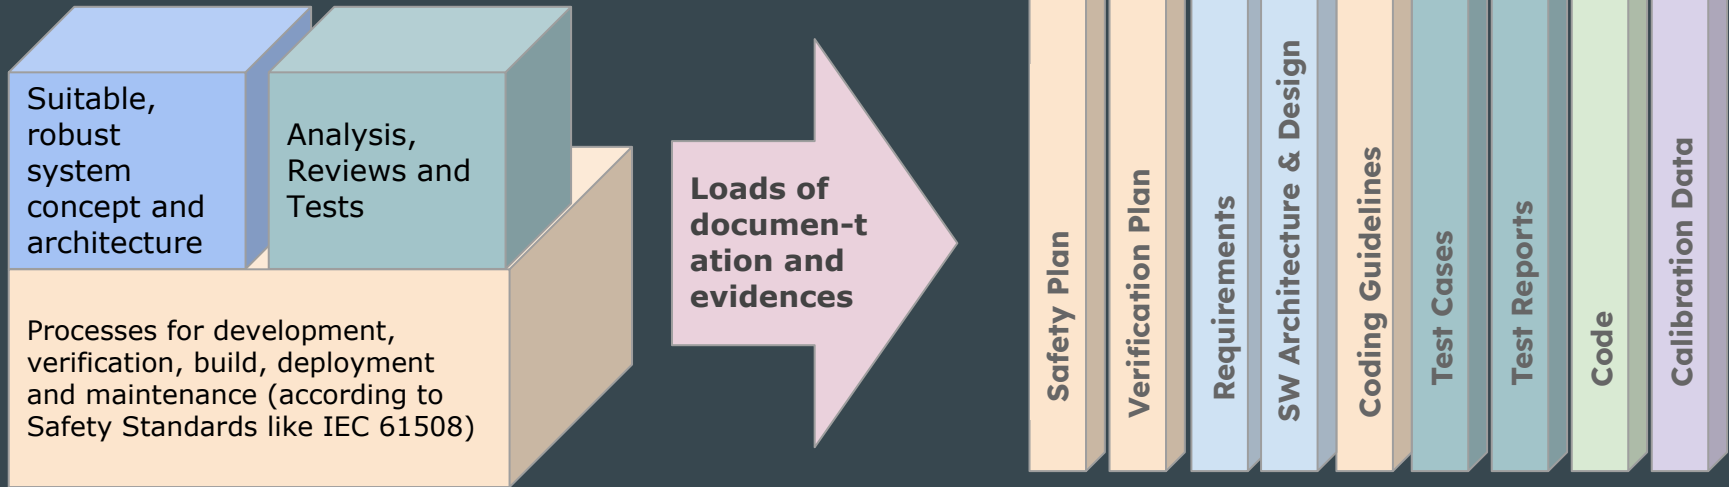 Suitable,
robust
system
concept and
architecture
Analysis,
Reviews and
Tests
Processes for development,
verification, build, deployment
and maintenance (according to
Safety Standards like IEC 61508)
Loads of
documen-t
ation and
evidences
Safety Plan
Verification Plan
Requirements
SW Architecture & Design
Coding Guidelines
Test Cases
Test Reports
Code
Calibration Data